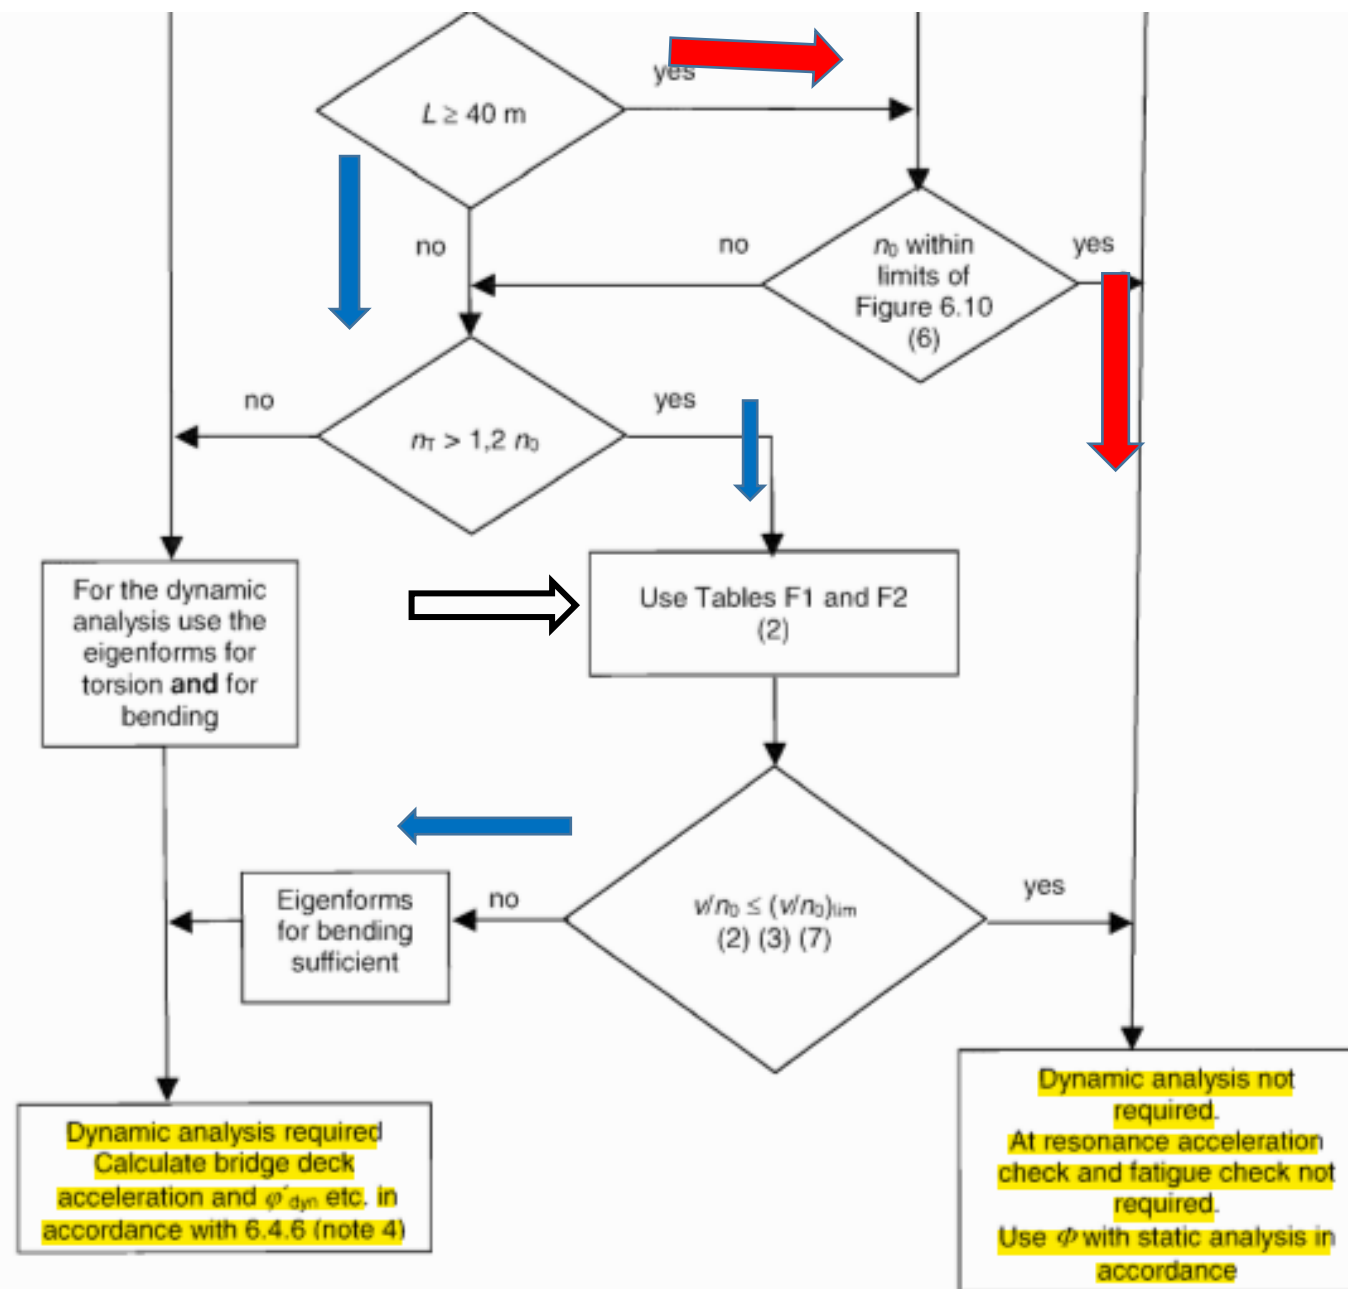 yes
L ≥ 40 m
no
no
n₀ within
limits of
Figure 6.10
(6)
yes
no
nT > 1,2 n₀
yes
For the dynamic
analysis use the
eigenforms for
torsion and for
bending
Use Tables F1 and F2
(2)
Eigenforms
for bending
sufficient
no
v/n₀ ≤ (v/n₀)lim
(2) (3) (7)
yes
Dynamic analysis required
Calculate bridge deck
acceleration and φ′dyn etc. in
accordance with 6.4.6 (note 4)
Dynamic analysis not
required.
At resonance acceleration
check and fatigue check not
required.
Use Φ with static analysis in
accordance